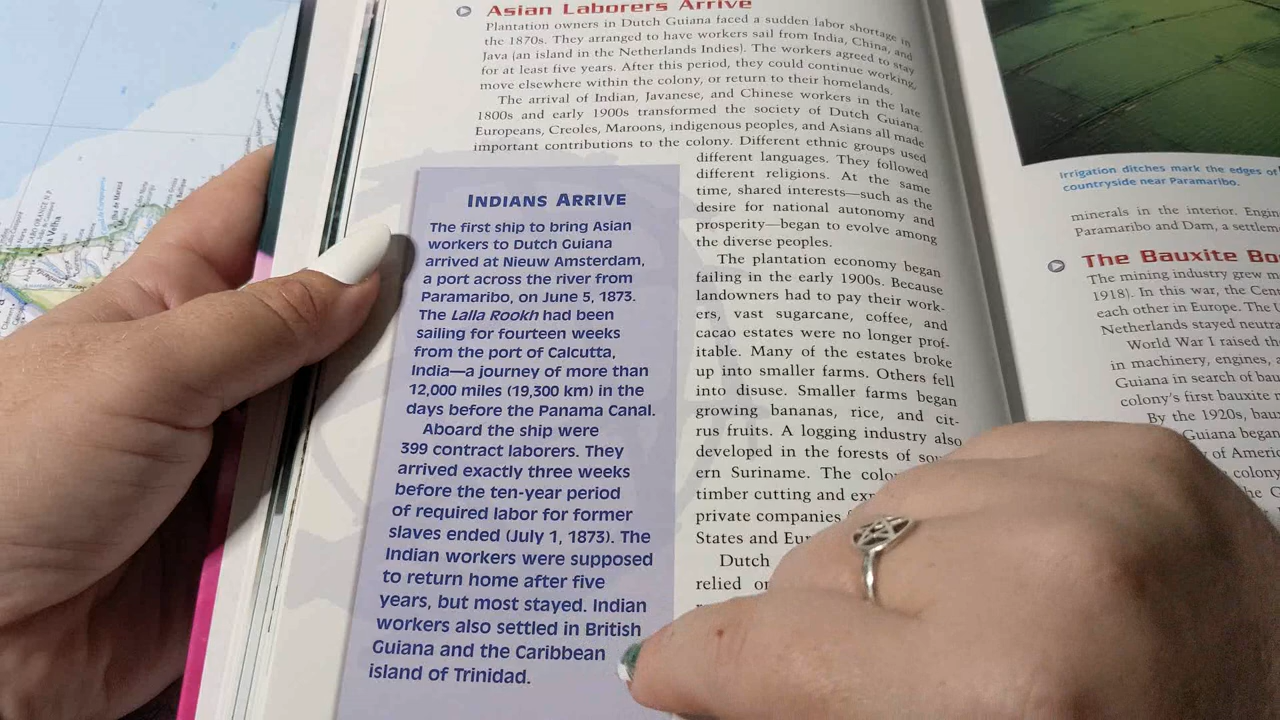 Asian Laborers Arrive
Plantation owners in Dutch Guiana faced a sudden labor shortage in
the 1870s. They arranged to have workers sail from India, China, and
Java (an island in the Netherlands Indies). The workers agreed to stay
for at least five years. After this period, they could continue working,
move elsewhere within the colony, or return to their homelands.
The arrival of Indian, Javanese, and Chinese workers in the late
1800s and early 1900s transformed the society of Dutch Guiana.
Europeans, Creoles, Maroons, indigenous peoples, and Asians all made
important contributions to the colony. Different ethnic groups used
different languages. They followed
different religions. At the same
time, shared interests—such as the
desire for national autonomy and
prosperity—began to evolve among
the diverse peoples.
The plantation economy began
failing in the early 1900s. Because
landowners had to pay their work-
ers, vast sugarcane, coffee, and
cacao estates were no longer prof-
itable. Many of the estates broke
up into smaller farms. Others fell
into disuse. Smaller farms began
growing bananas, rice, and cit-
rus fruits. A logging industry also
developed in the forests of
ern Suriname. The
timber cutting and
private companies
States and
Dutch
relied
INDIANS ARRIVE
The first ship to bring Asian
workers to Dutch Guiana
arrived at Nieuw Amsterdam,
a port across the river from
Paramaribo, on June 5, 1873.
The Lalla Rookh had been
sailing for fourteen weeks
from the port of Calcutta,
India—a journey of more than
12,000 miles (19,300 km) in the
days before the Panama Canal.
Aboard the ship were
399 contract laborers. They
arrived exactly three weeks
before the ten-year period
of required labor for former
slaves ended (July 1, 1873). The
Indian workers were supposed
to return home after five
years, but most stayed. Indian
workers also settled in British
Guiana and the Caribbean
island of Trinidad.
Irrigation ditches mark the edges of
countryside near Paramaribo.
minerals in the interior.
Paramaribo and Dam, a
The Bauxite
The mining industry grew
1918). In this war, the
each other in Europe. The
Netherlands stayed
World War I raised
in machinery, engines,
Guiana in search of
colony's first bauxite
By the 1920s,
Guiana began
of
colony